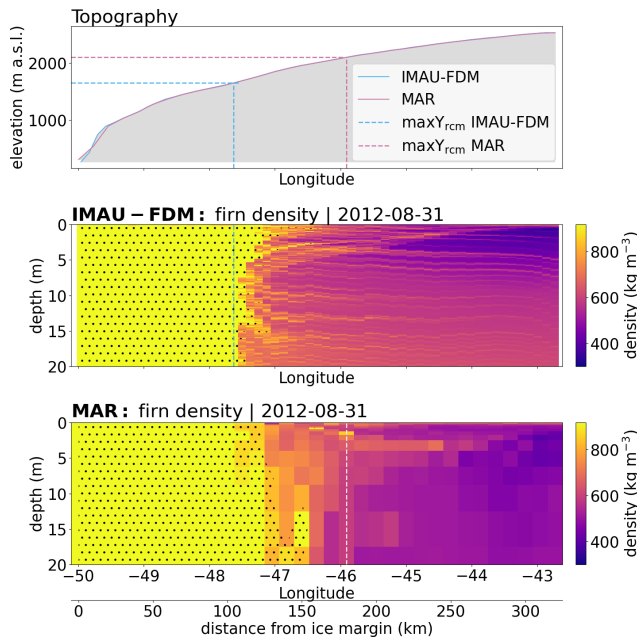 Topography
elevation (m a.s.l.)
2000
1000
IMAU-FDM
MAR
maxYrcm IMAU-FDM
maxYrcm MAR
Longitude
IMAU − FDM: firn density | 2012-08-31
depth (m)
0
5
10
15
20
Longitude
800
600
400
density (kg m−3)
MAR: firn density | 2012-08-31
depth (m)
0
5
10
15
20
800
600
400
density (kg m−3)
−50 −49 −48 −47 −46 −45 −44 −43
Longitude
0 50 100 150 200 250 300
distance from ice margin (km)